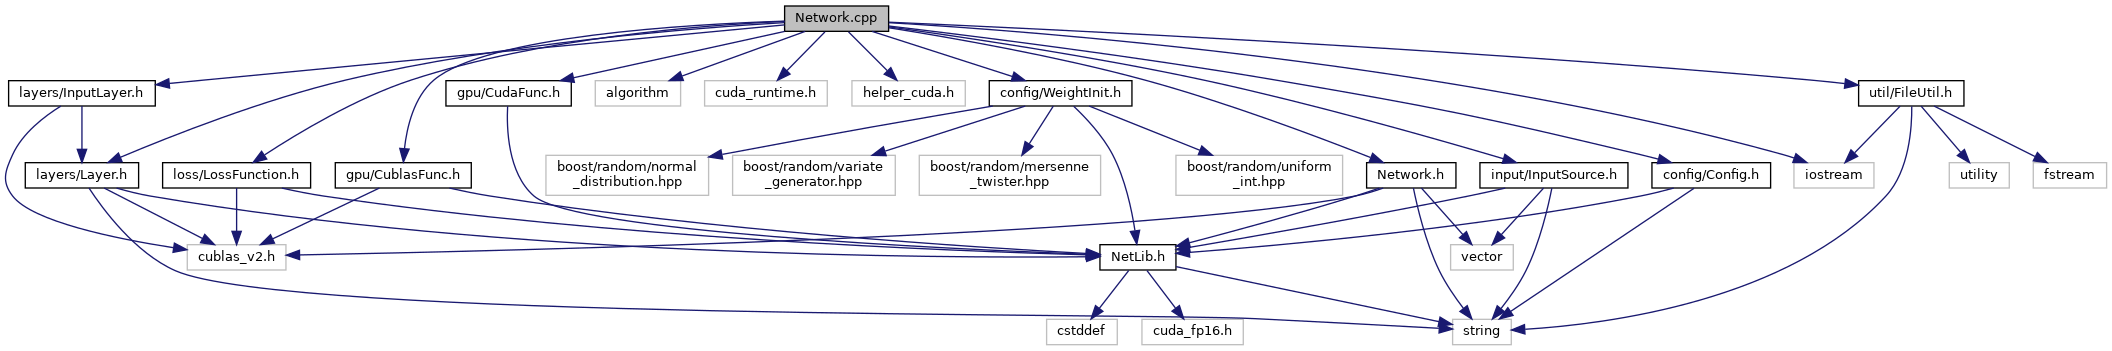 Network.cpp
layers/InputLayer.h
gpu/CudaFunc.h
algorithm
cuda_runtime.h
helper_cuda.h
config/WeightInit.h
util/FileUtil.h
layers/Layer.h
loss/LossFunction.h
gpu/CublasFunc.h
boost/random/normal
_distribution.hpp
boost/random/variate
_generator.hpp
boost/random/mersenne
_twister.hpp
boost/random/uniform
_int.hpp
Network.h
input/InputSource.h
config/Config.h
iostream
utility
fstream
cublas_v2.h
NetLib.h
vector
cstddef
cuda_fp16.h
string